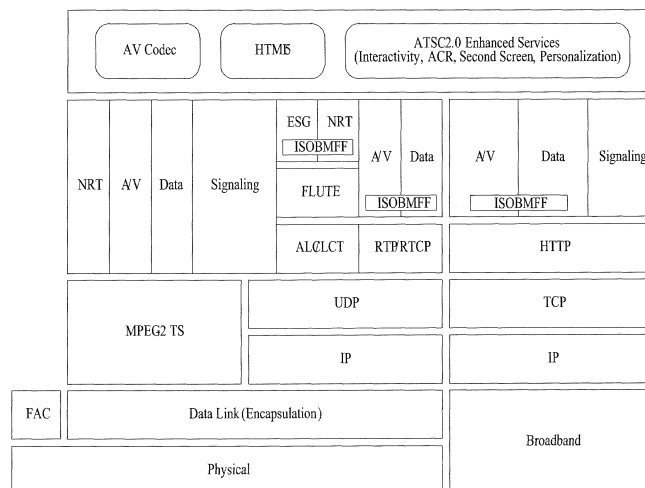 AV Codec
HTML5
ATSC2.0 Enhanced Services
(Interactivity, ACR, Second Screen, Personalization)
NRT
A/V
Data
Signaling
ESG
NRT
ISOBMFF
FLUTE
ALC/LCT
A/V
Data
ISOBMFF
RTP/RTCP
A/V
Data
Signaling
ISOBMFF
HTTP
MPEG2 TS
UDP
TCP
IP
IP
FAC
Data Link (Encapsulation)
Broadband
Physical